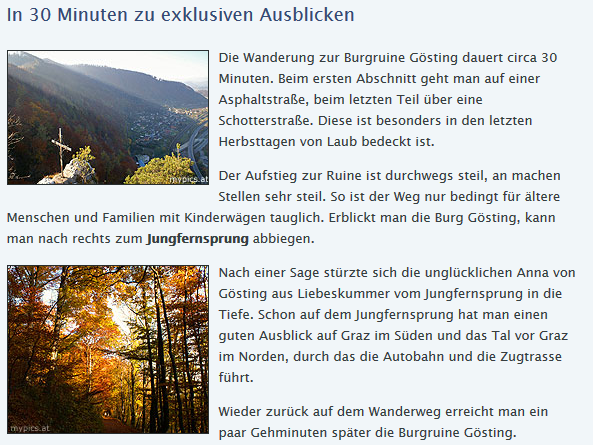 In 30 Minuten zu exklusiven Ausblicken
Die Wanderung zur Burgruine Gösting dauert circa 30
Minuten. Beim ersten Abschnitt geht man auf einer
Asphaltstraße, beim letzten Teil über eine
Schotterstraße. Diese ist besonders in den letzten
Herbsttagen von Laub bedeckt ist.
mypics.at
Der Aufstieg zur Ruine ist durchwegs steil, an machen
Stellen sehr steil. So ist der Weg nur bedingt für ältere
Menschen und Familien mit Kinderwägen tauglich. Erblickt man die Burg Gösting, kann
man nach rechts zum Jungfernsprung abbiegen.
Nach einer Sage stürzte sich die unglücklichen Anna von
Gösting aus Liebeskummer vom Jungfernsprung in die
Tiefe. Schon auf dem Jungfernsprung hat man einen
guten Ausblick auf Graz im Süden und das Tal vor Graz
im Norden, durch das die Autobahn und die Zugtrasse
führt.
Wieder zurück auf dem Wanderweg erreicht man ein
mypics.at
paar Gehminuten später die Burgruine Gösting.